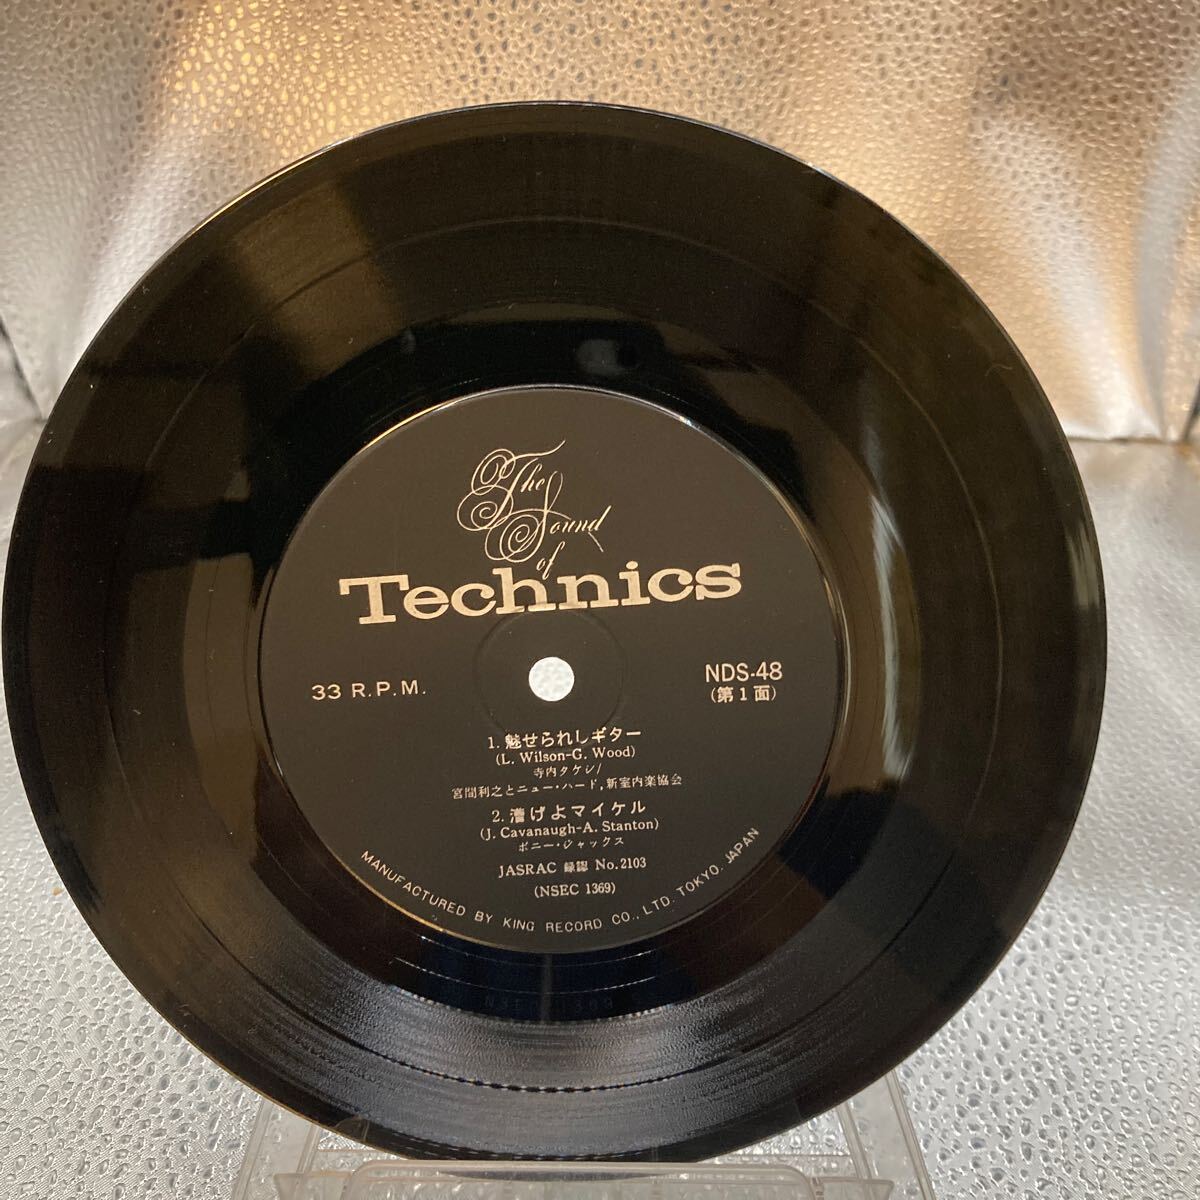 The
Sound
of
Technics
33 R.P.M.
NDS-48
(第1面)
1. 魅せられしギター
(L. Wilson-G. Wood)
寺内タケシ/
宮間利之とニュー・ハード, 新室内楽協会
2. 漕げよマイケル
(J. Cavanaugh-A. Stanton)
ボニー・ジャックス
JASRAC 録認 No.2103
(NSEC 1369)
MANUFACTURED BY KING RECORD CO., LTD. TOKYO. JAPAN